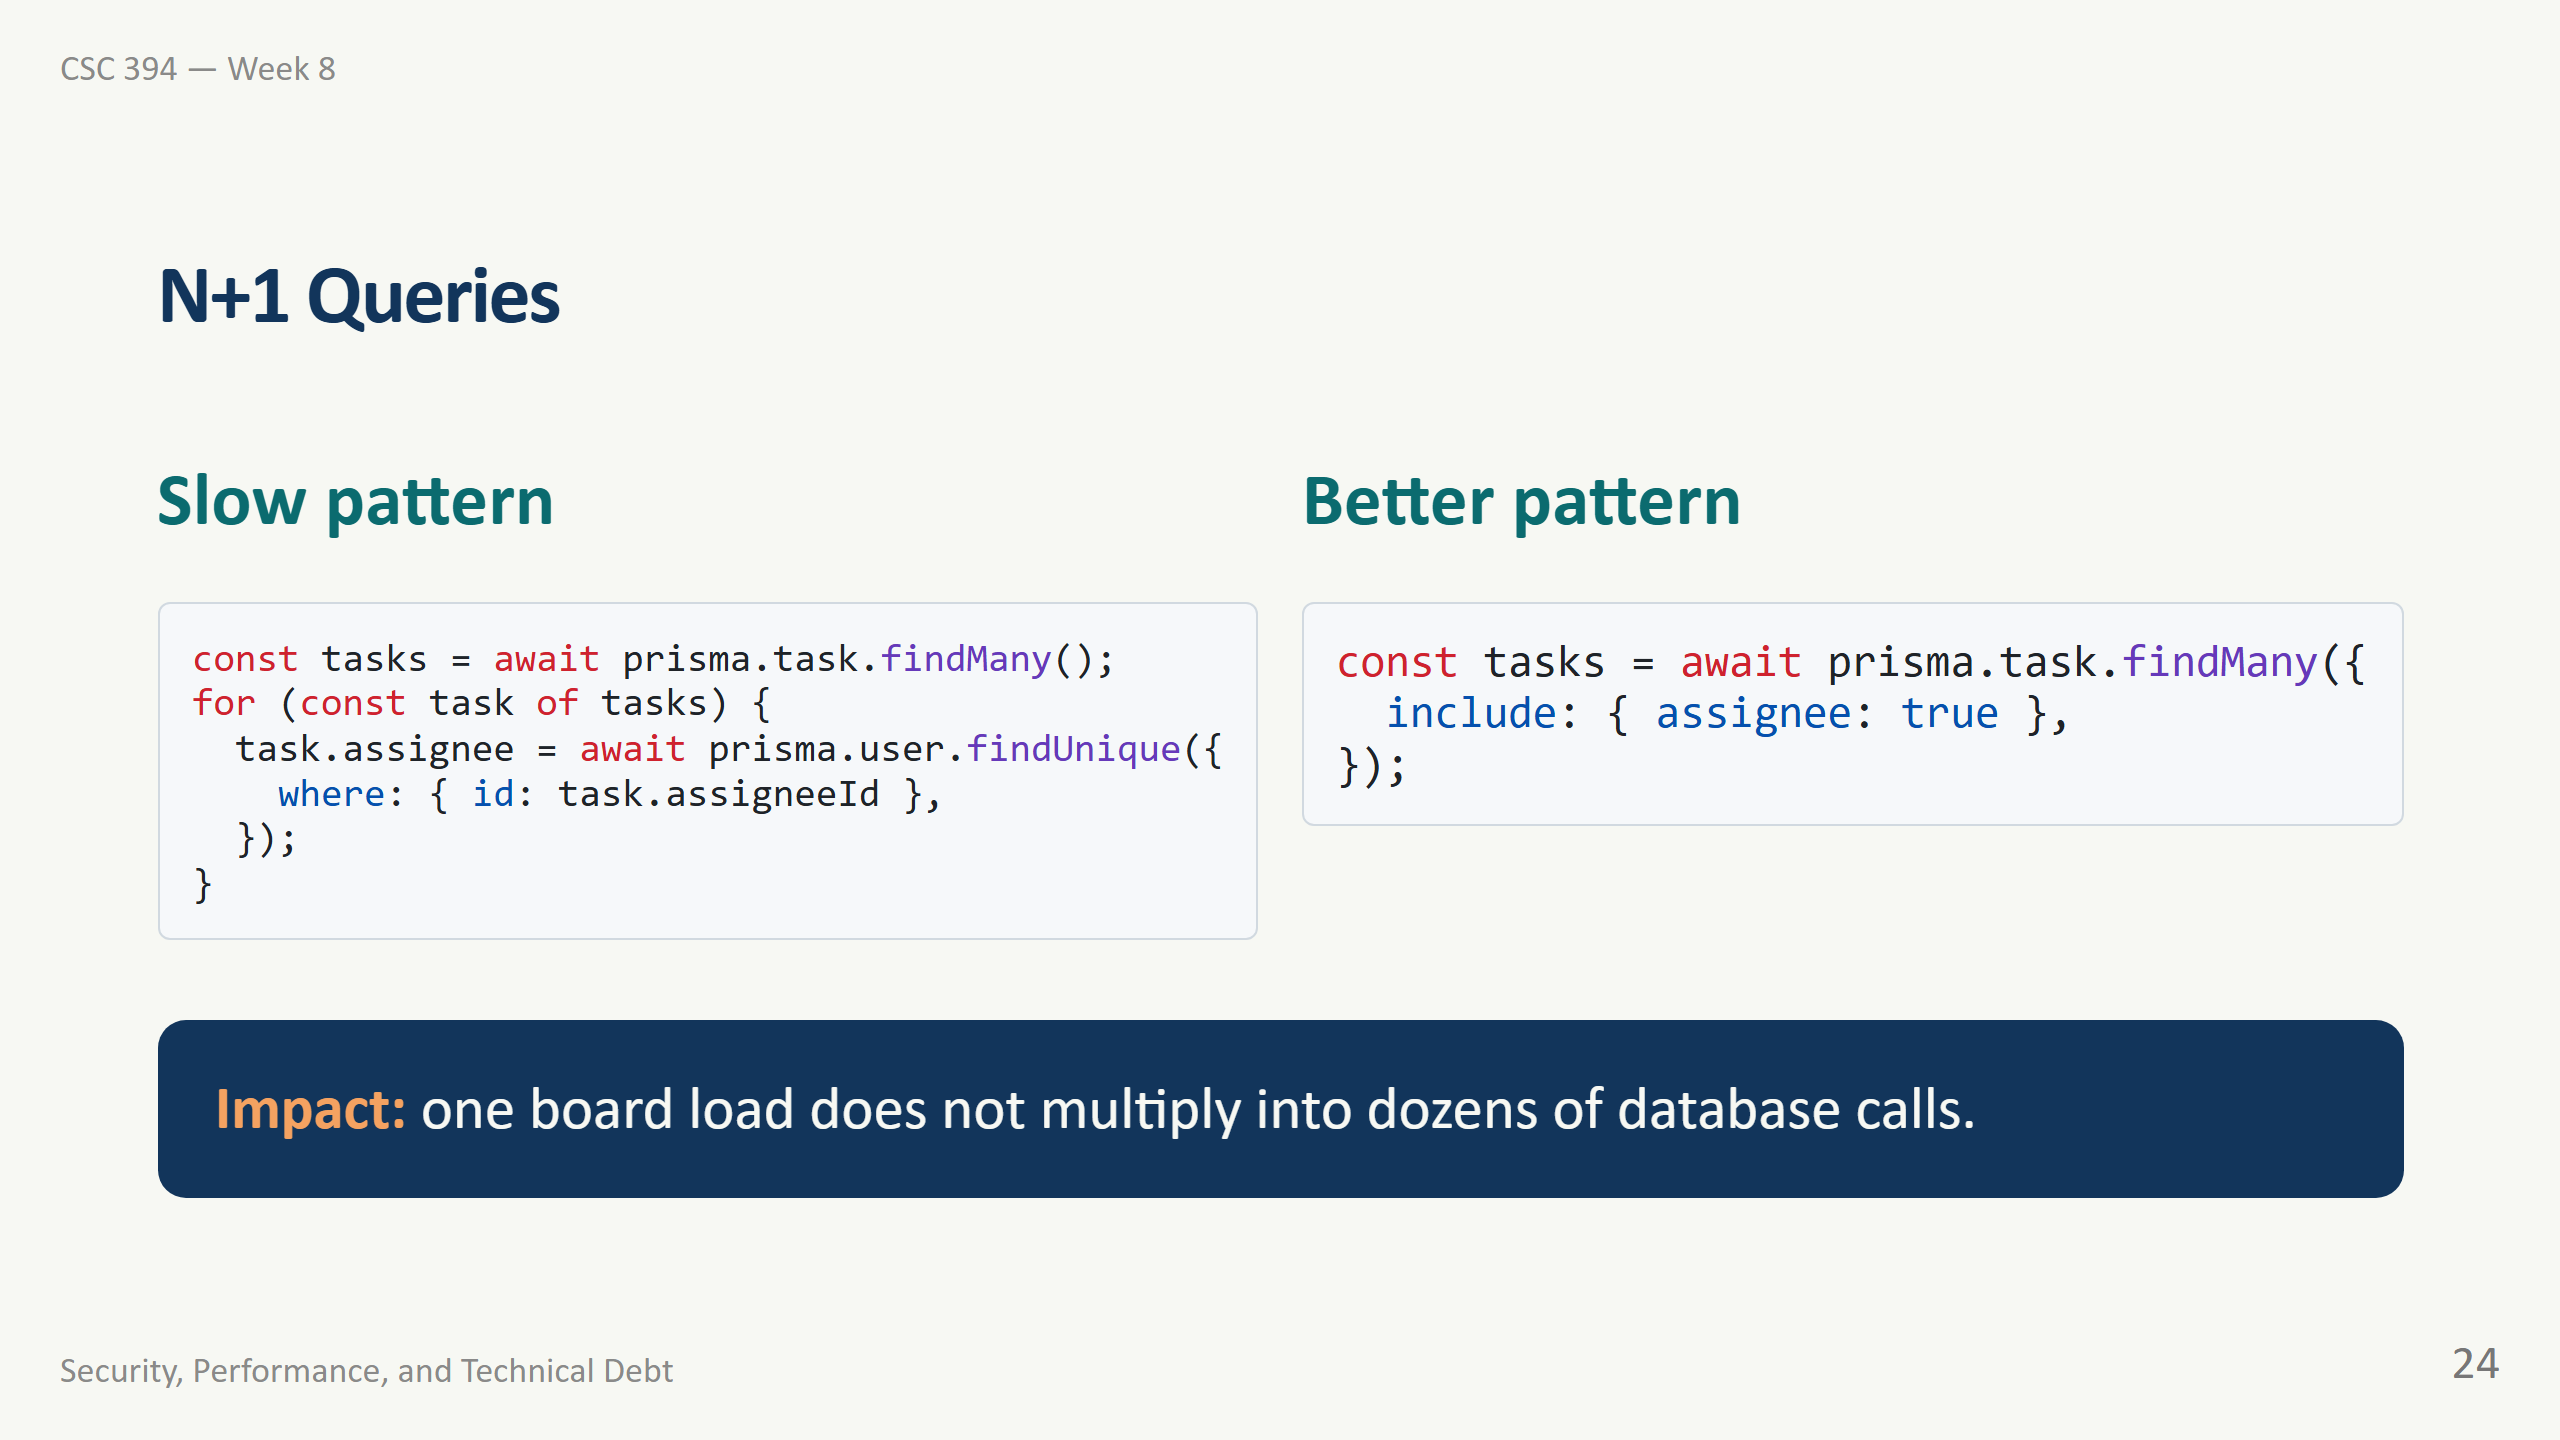 CSC 394 — Week 8
N+1 Queries
Slow pattern
const tasks = await prisma.task.findMany();
for (const task of tasks) {
  task.assignee = await prisma.user.findUnique({
    where: { id: task.assigneeId },
  });
}
Better pattern
const tasks = await prisma.task.findMany({
  include: { assignee: true },
});
Impact: one board load does not multiply into dozens of database calls.
Security, Performance, and Technical Debt
24